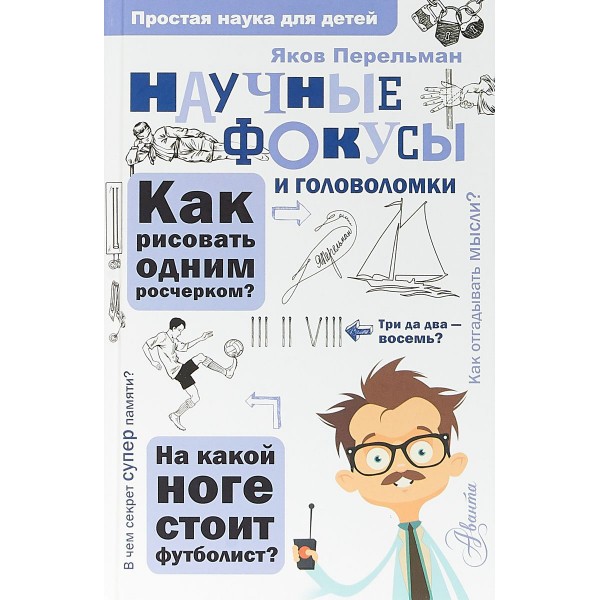 Простая наука для детей
Яков Перельман
НАУЧНЫЕ
ФОКУСЫ
и головоломки
Как
рисовать
одним
росчерком?
Я.Перельман
Как отгадывать мысли?
III II VIII
Три да два —
восемь?
В чем секрет супер памяти?
На какой
ноге
стоит
футболист?
Аванта